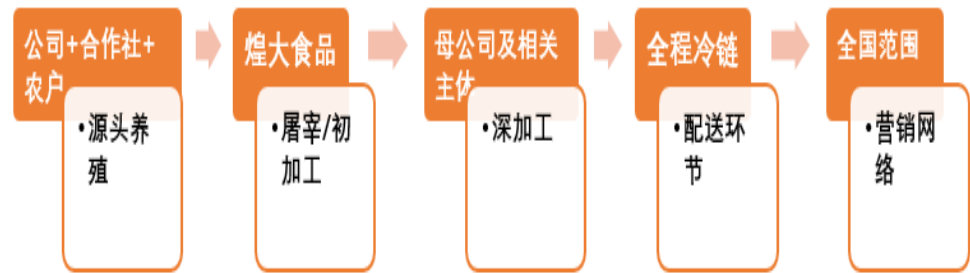 公司+合作社+
农户
•源头养
殖
煌大食品
•屠宰/初
加工
母公司及相关
主体
•深加工
全程冷链
•配送环
节
全国范围
•营销网
络